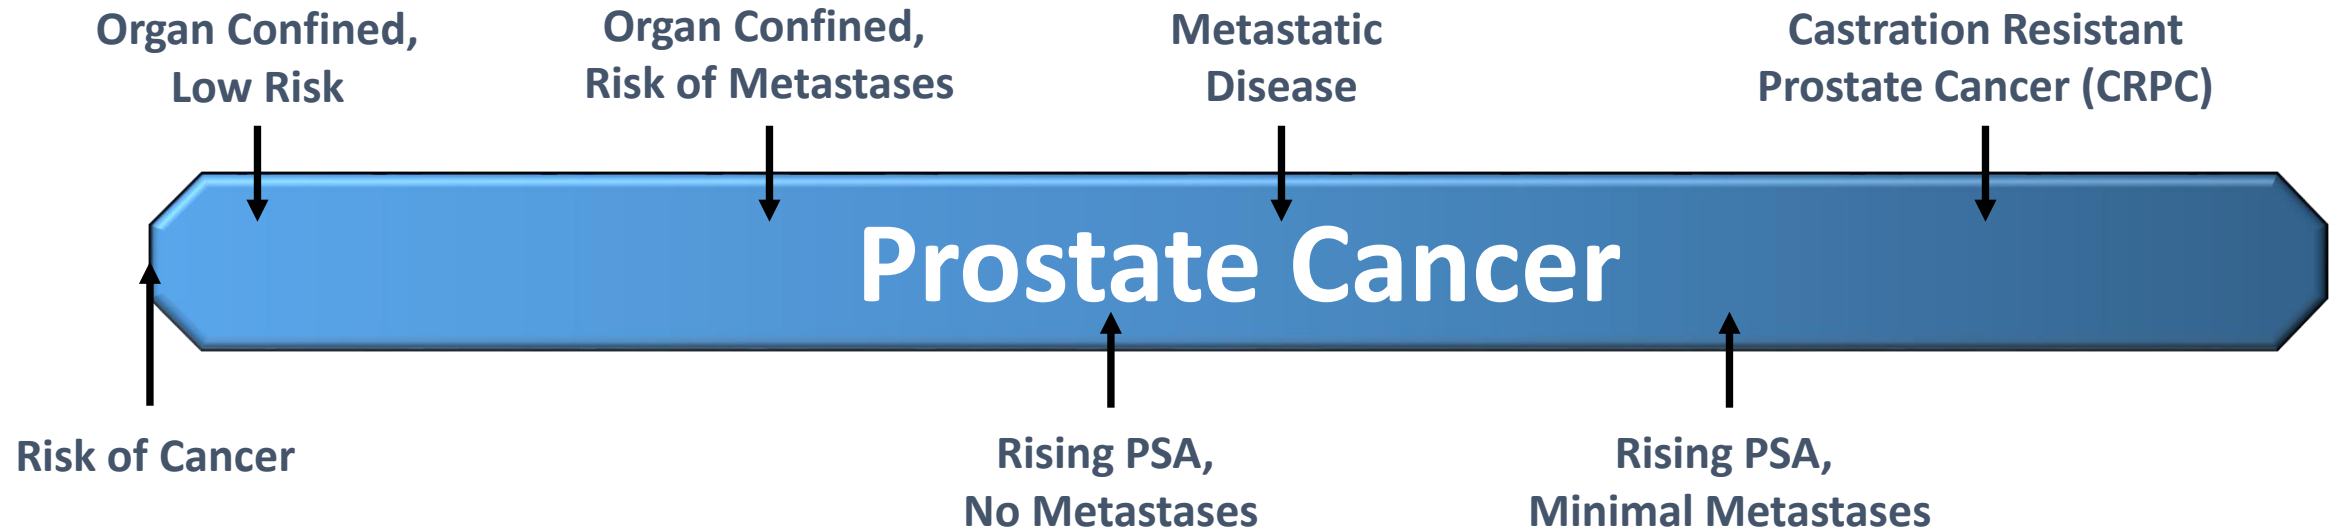 Organ Confined,
Low Risk
Organ Confined,
Risk of Metastases
Metastatic
Disease
Castration Resistant
Prostate Cancer (CRPC)
Prostate Cancer
Risk of Cancer
Rising PSA,
No Metastases
Rising PSA,
Minimal Metastases